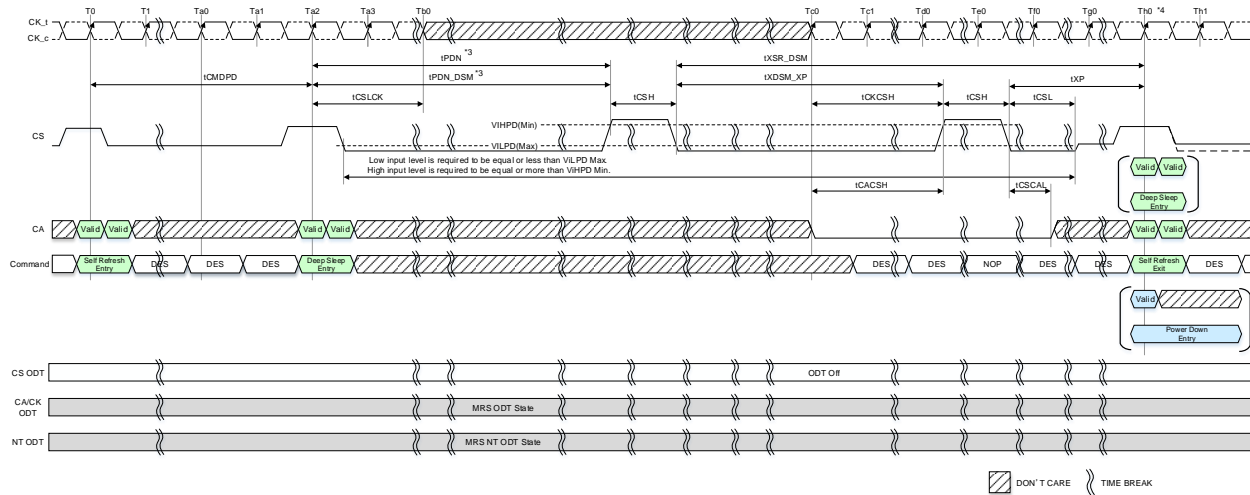 T0 T1 Ta0 Ta1 Ta2 Ta3 Tb0 Tc0 Tc1 Td0 Te0 Tf0 Tg0 Th0 *4 Th1
CK_t
CK_c
tPDN *3 tXSR_DSM
tCMDPD tPDN_DSM *3 tXDSM_XP tXP
tCSLCK tCSH tCKCSH tCSH tCSL
VIHPD(Min)
CS
VILPD(Max)
Low input level is required to be equal or less than ViLPD Max.
High input level is required to be equal or more than ViHPD Min.
Valid Valid
tCACSH tCSCAL
Deep Sleep
Entry
CA Valid Valid Valid Valid Valid Valid
Command Self Refresh
Entry DES DES DES Deep Sleep
Entry DES DES NOP DES DES Self Refresh
Exit DES
Valid
Power Down
Entry
CS ODT ODT Off
CA/CK
ODT MRS ODT State
NT ODT MRS NT ODT State
DON'T CARE TIME BREAK